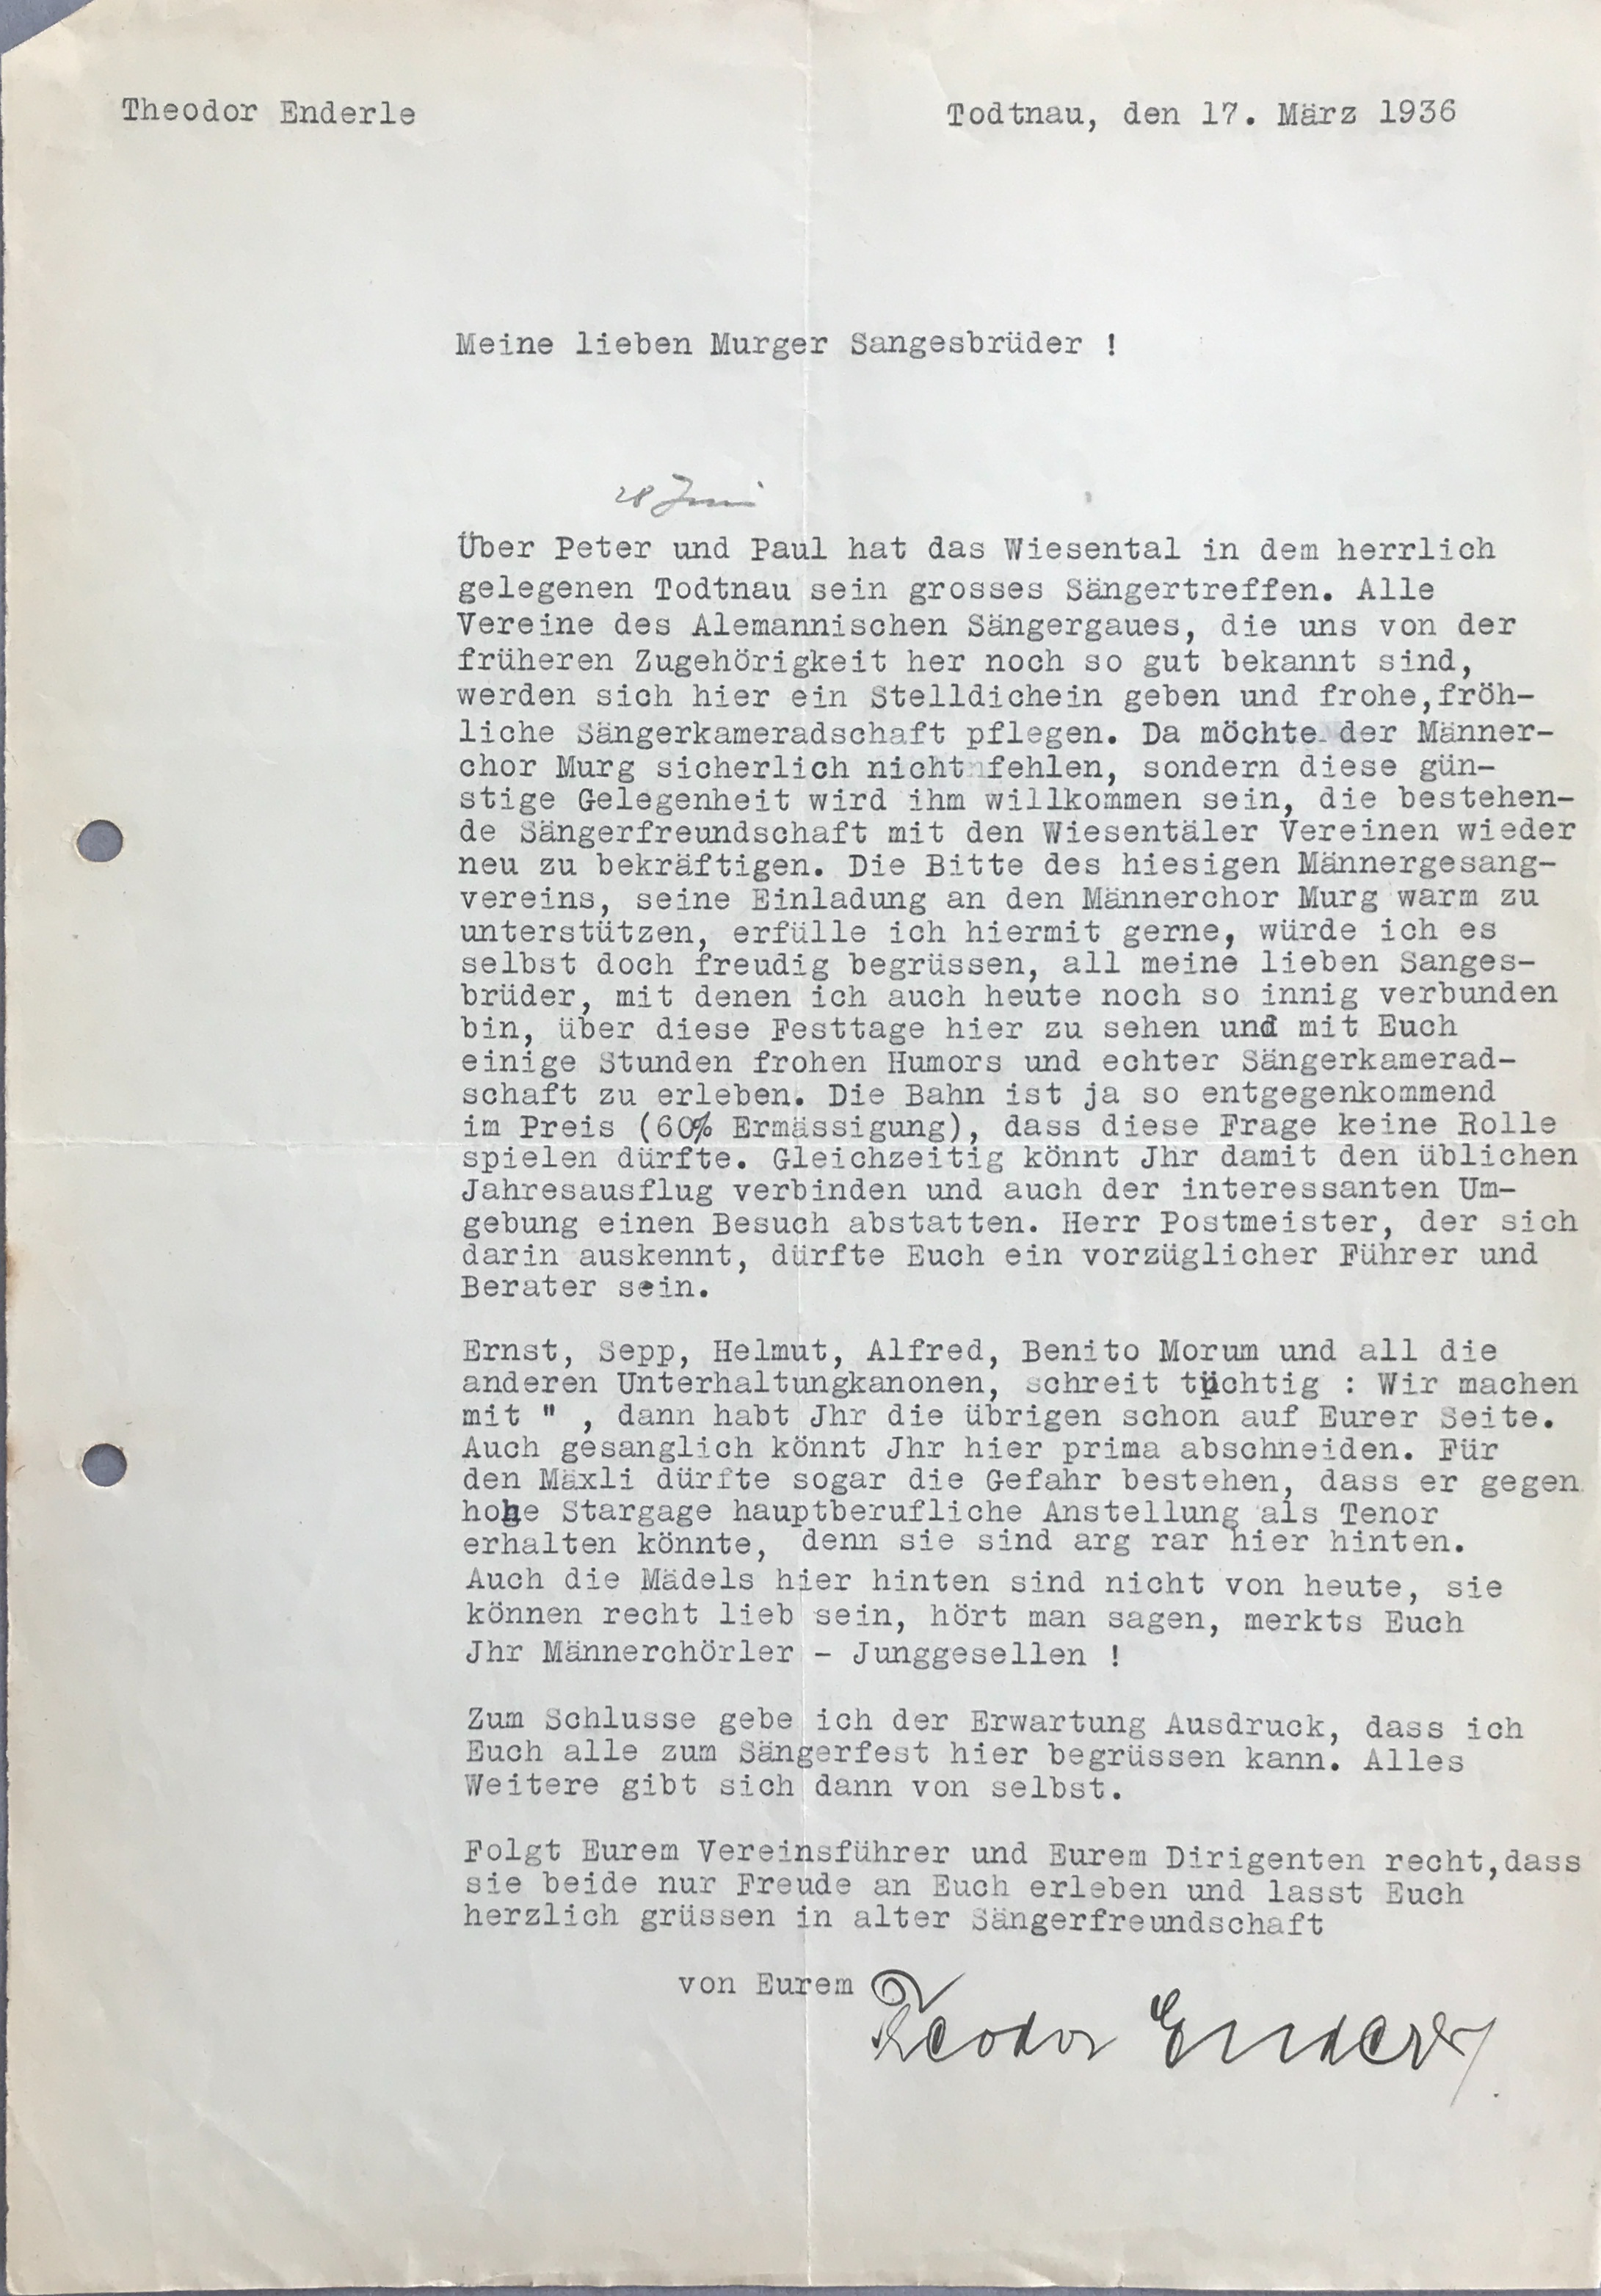 Theodor Enderle
Todtnau, den 17. März 1936
Meine lieben Murger Sangesbrüder !
28 Juni
Über Peter und Paul hat das Wiesental in dem herrlich
gelegenen Todtnau sein grosses Sängertreffen. Alle
Vereine des Alemannischen Sängergaues, die uns von der
früheren Zugehörigkeit her noch so gut bekannt sind,
werden sich hier ein Stelldichein geben und frohe,fröh-
liche Sängerkameradschaft pflegen. Da möchte der Männer-
chor Murg sicherlich nicht fehlen, sondern diese gün-
stige Gelegenheit wird ihm willkommen sein, die bestehen-
de Sängerfreundschaft mit den Wiesentäler Vereinen wieder
neu zu bekräftigen. Die Bitte des hiesigen Männergesang-
vereins, seine Einladung an den Männerchor Murg warm zu
unterstützen, erfülle ich hiermit gerne, würde ich es
selbst doch freudig begrüssen, all meine lieben Sanges-
brüder, mit denen ich auch heute noch so innig verbunden
bin, über diese Festtage hier zu sehen und mit Euch
einige Stunden frohen Humors und echter Sängerkamerad-
schaft zu erleben. Die Bahn ist ja so entgegenkommend
im Preis (60% Ermässigung), dass diese Frage keine Rolle
spielen dürfte. Gleichzeitig könnt Jhr damit den üblichen
Jahresausflug verbinden und auch der interessanten Um-
gebung einen Besuch abstatten. Herr Postmeister, der sich
darin auskennt, dürfte Euch ein vorzüglicher Führer und
Berater sein.
Ernst, Sepp, Helmut, Alfred, Benito Morum und all die
anderen Unterhaltungkanonen, schreit tüchtig : Wir machen
mit " , dann habt Jhr die übrigen schon auf Eurer Seite.
Auch gesanglich könnt Jhr hier prima abschneiden. Für
den Mäxli dürfte sogar die Gefahr bestehen, dass er gegen
hohe Stargage hauptberufliche Anstellung als Tenor
erhalten könnte, denn sie sind arg rar hier hinten.
Auch die Mädels hier hinten sind nicht von heute, sie
können recht lieb sein, hört man sagen, merkts Euch
Jhr Männerchörler - Junggesellen !
Zum Schlusse gebe ich der Erwartung Ausdruck, dass ich
Euch alle zum Sängerfest hier begrüssen kann. Alles
Weitere gibt sich dann von selbst.
Folgt Eurem Vereinsführer und Eurem Dirigenten recht,dass
sie beide nur Freude an Euch erleben und lasst Euch
herzlich grüssen in alter Sängerfreundschaft
von Eurem Theodor Enderle